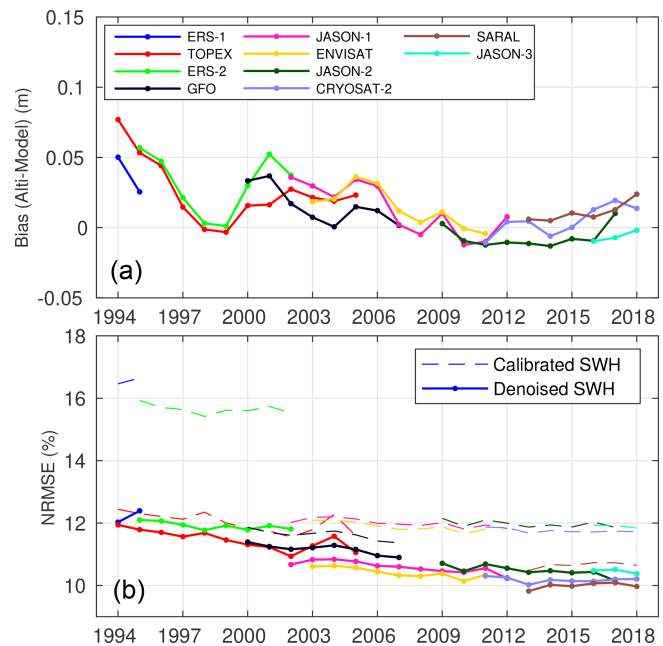 0.15
0.1
0.05
0
-0.05
Bias (Alti-Model) (m)
ERS-1
TOPEX
ERS-2
GFO
JASON-1
ENVISAT
JASON-2
CRYOSAT-2
SARAL
JASON-3
(a)
1994 1997 2000 2003 2006 2009 2012 2015 2018
18
16
14
12
10
NRMSE (%)
Calibrated SWH
Denoised SWH
(b)
1994 1997 2000 2003 2006 2009 2012 2015 2018